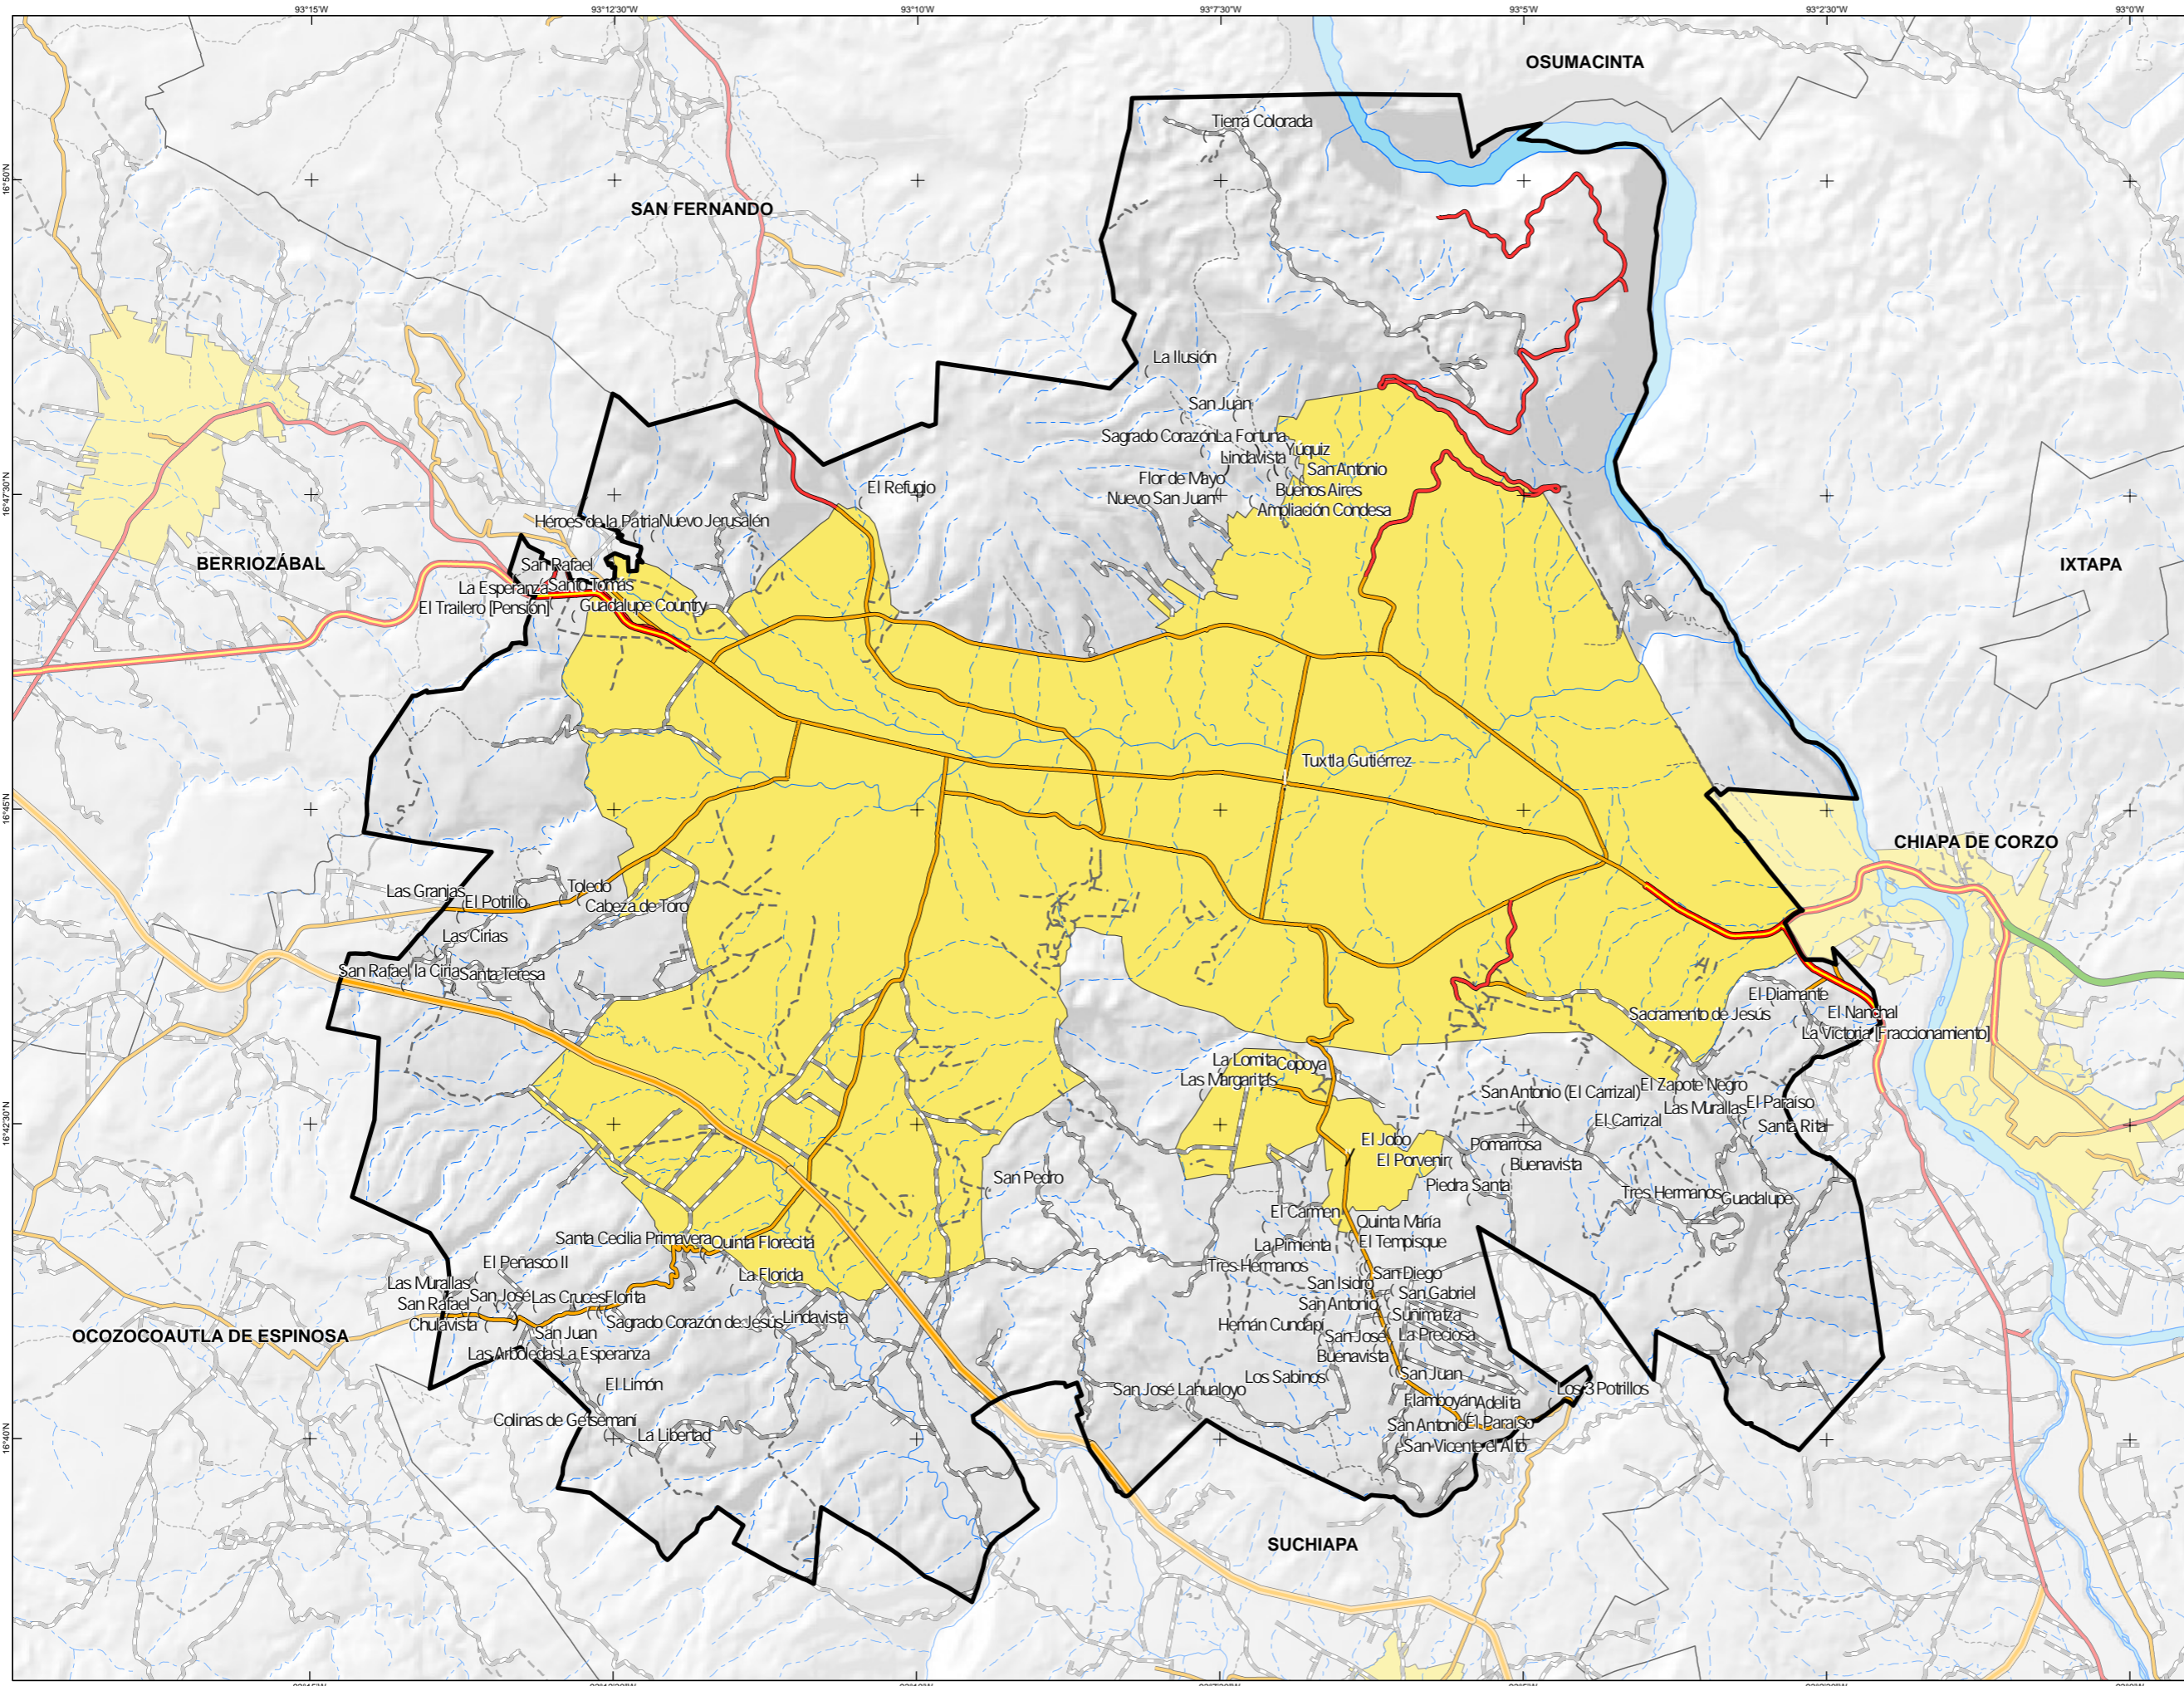 93°15'W
93°12'30"W
93°10'W
93°7'30"W
93°5'W
93°2'30"W
93°0'W
OSUMACINTA
Tierra Colorada
16°50'N
SAN FERNANDO
La Ilusión
San Juan
Sagrado Corazón
La Fortuna
Yúquiz
Lindavista
San Antonio
Flor de Mayo
Buenos Aires
El Refugio
16°47'30"N
Nuevo San Juan
Ampliación Condesa
Héroes de la Patria
Nuevo Jerusalén
BERRIOZÁBAL
San Rafael
IXTAPA
La Esperanza
Santo Tomás
El Trailero [Pensión]
Guadalupe Country
Tuxtla Gutiérrez
16°45'N
CHIAPA DE CORZO
Las Granjas
Toledo
El Potrillo
Cabeza de Toro
Las Cirias
San Rafael la Ciria
Santa Teresa
El Diamante
Sacramento de Jesús
El Nanchal
La Victoria [Fraccionamiento]
La Lomita
Copoya
Las Margaritas
El Zapote Negro
San Antonio (El Carrizal)
El Paraíso
Las Murallas
El Carrizal
Santa Rita
16°42'30"N
El Jobo
Pomarrosa
El Porvenir
Buenavista
San Pedro
Piedra Santa
Tres Hermanos
Guadalupe
El Carmen
Quinta María
Santa Cecilia Primavera
Quinta Florecita
La Pimienta
El Tempisque
El Peñasco II
Tres Hermanos
La Florida
San Diego
Las Murallas
San Isidro
San José
Las Cruces
Florita
San Gabriel
San Rafael
San Antonio
Sunimatza
Chulavista
Sagrado Corazón de Jesús
Lindavista
Hernán Cundapí
San Juan
San José
La Preciosa
OCOZOCOAUTLA DE ESPINOSA
Las Arboledas
La Esperanza
Buenavista
San Juan
Los Sabinos
El Limón
San José Lahualoyo
Los 3 Potrillos
Flamboyán
Adelita
Colinas de Getsemaní
San Antonio
El Paraíso
La Libertad
San Vicente el Alto
16°40'N
SUCHIAPA